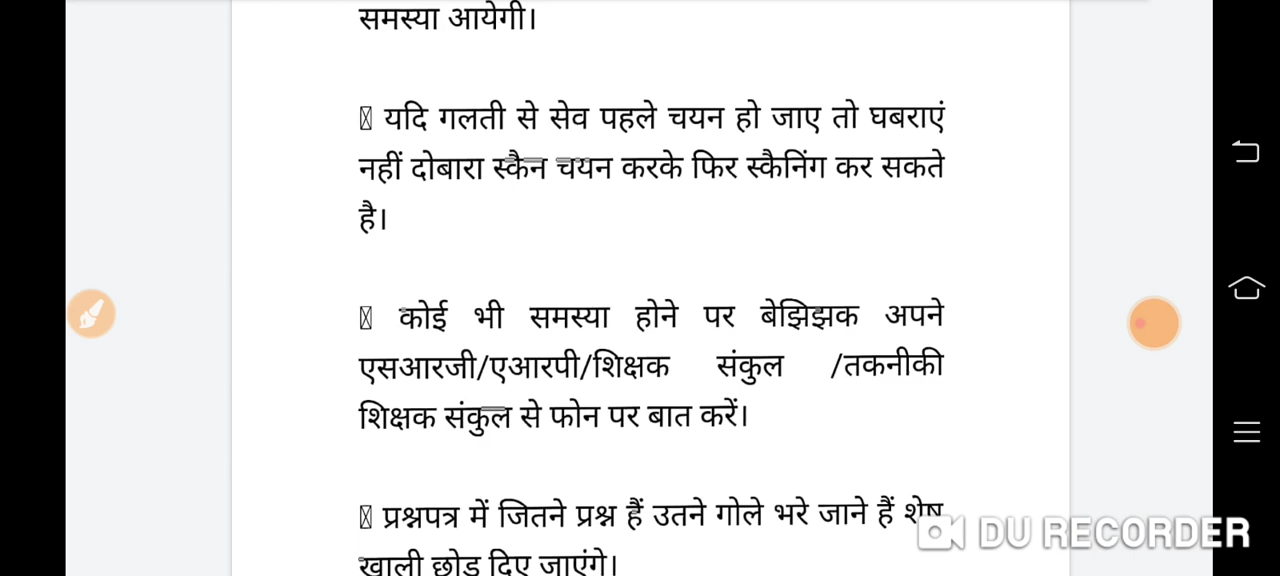 समस्या आयेगी।
यदि गलती से सेव पहले चयन हो जाए तो घबराएं
नहीं दोबारा स्कैन चयन करके फिर स्कैनिंग कर सकते
है।
कोई भी समस्या होने पर बेझिझक अपने
एसआरजी/एआरपी/शिक्षक संकुल /तकनीकी
शिक्षक संकुल से फोन पर बात करें।
प्रश्नपत्र में जितने प्रश्न हैं उतने गोले भरे जाने हैं शेष
खाली छोड़ दिए जाएंगे।
DU RECORDER